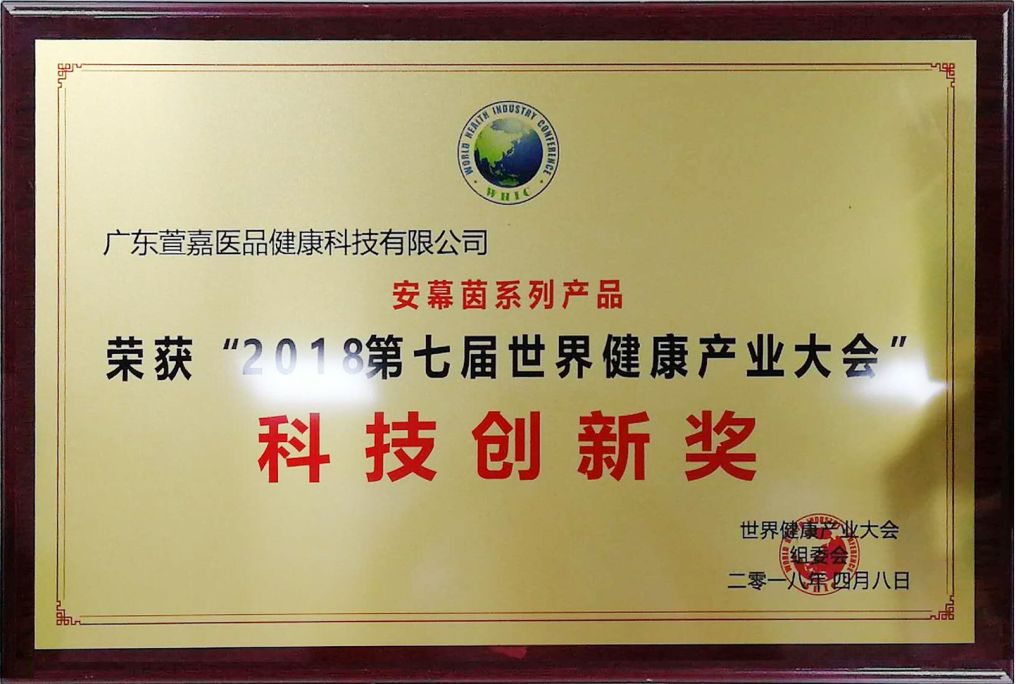 WORLD HEALTH INDUSTRY CONFERENCE
WHIC
广东萱嘉医品健康科技有限公司
安幕茵系列产品
荣获“2018第七届世界健康产业大会”
科技创新奖
世界健康产业大会
组委会
二零一八年四月八日